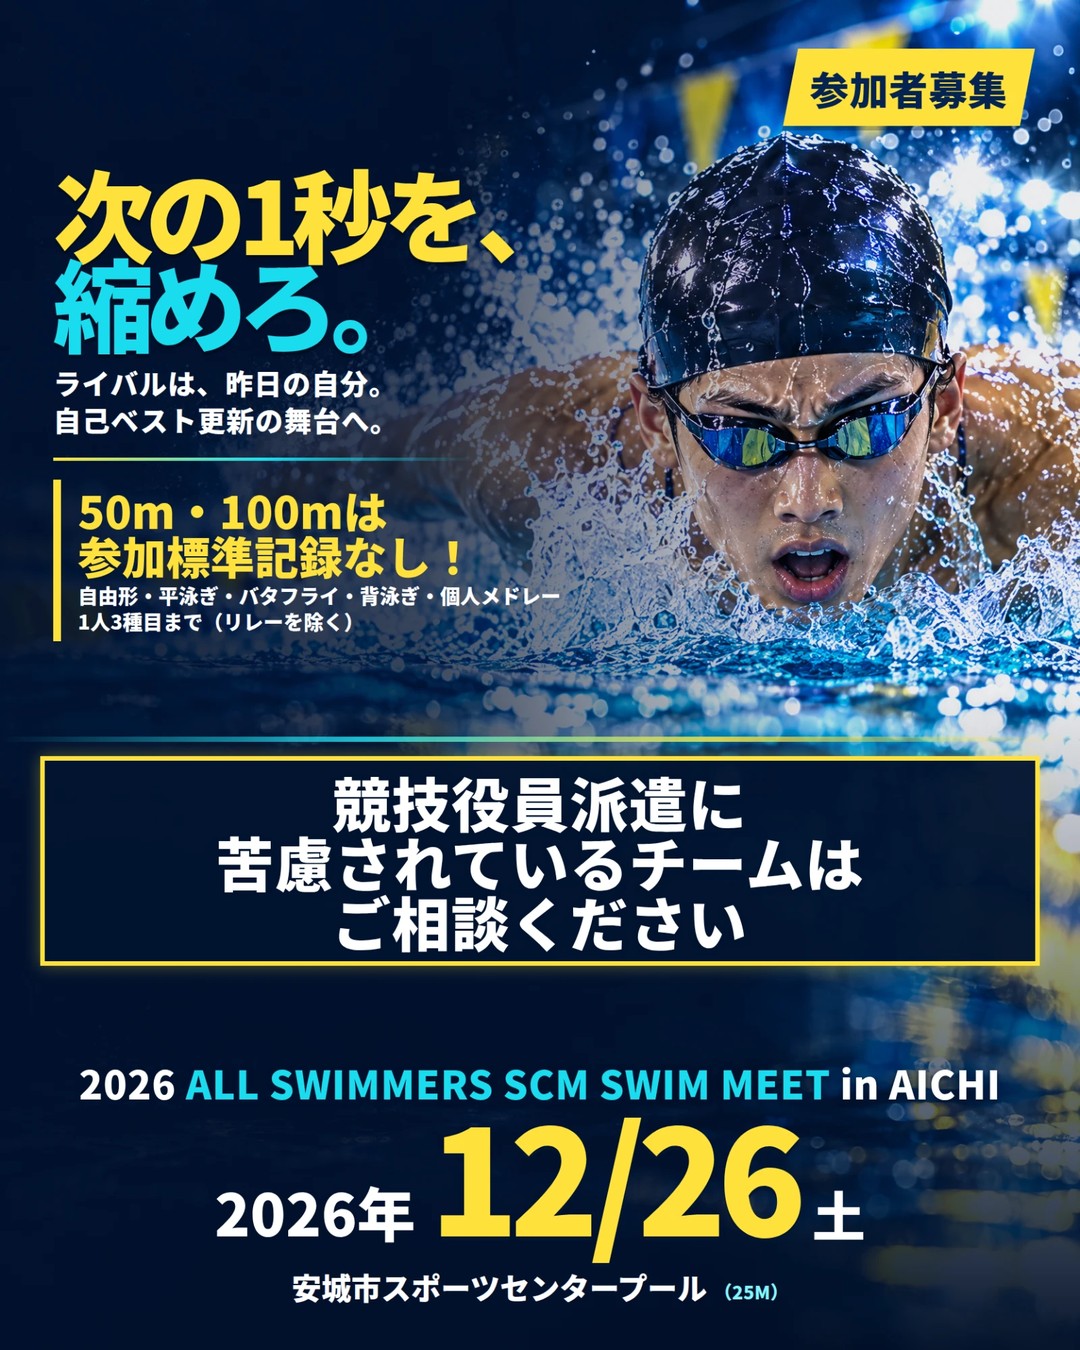 参加者募集
次の1秒を、
縮めろ。
ライバルは、昨日の自分。
自己ベスト更新の舞台へ。
50m・100mは
参加標準記録なし！
自由形・平泳ぎ・バタフライ・背泳ぎ・個人メドレー
1人3種目まで（リレーを除く）
競技役員派遣に
苦慮されているチームは
ご相談ください
2026 ALL SWIMMERS SCM SWIM MEET in AICHI
2026年 12/26 土
安城市スポーツセンタープール （25M）